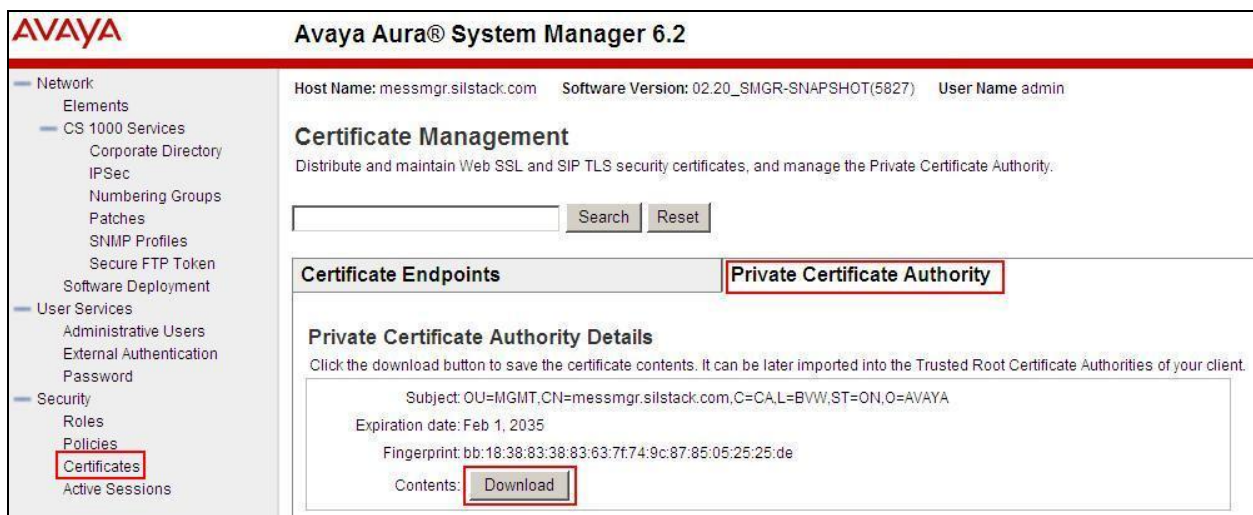 AVAYA
Avaya Aura® System Manager 6.2
Network
Elements
CS 1000 Services
Corporate Directory
IPSec
Numbering Groups
Patches
SNMP Profiles
Secure FTP Token
Software Deployment
User Services
Administrative Users
External Authentication
Password
Security
Roles
Policies
Certificates
Active Sessions
Host Name: messmgr.silstack.com Software Version: 02.20_SMGR-SNAPSHOT(5827) User Name admin
Certificate Management
Distribute and maintain Web SSL and SIP TLS security certificates, and manage the Private Certificate Authority.
Search Reset
Certificate Endpoints Private Certificate Authority
Private Certificate Authority Details
Click the download button to save the certificate contents. It can be later imported into the Trusted Root Certificate Authorities of your client.
Subject: OU=MGMT,CN=messmgr.silstack.com,C=CA,L=BVW,ST=ON,O=AVAYA
Expiration date: Feb 1, 2035
Fingerprint: bb:18:38:83:38:83:63:7f:74:9c:87:85:05:25:25:de
Contents: Download